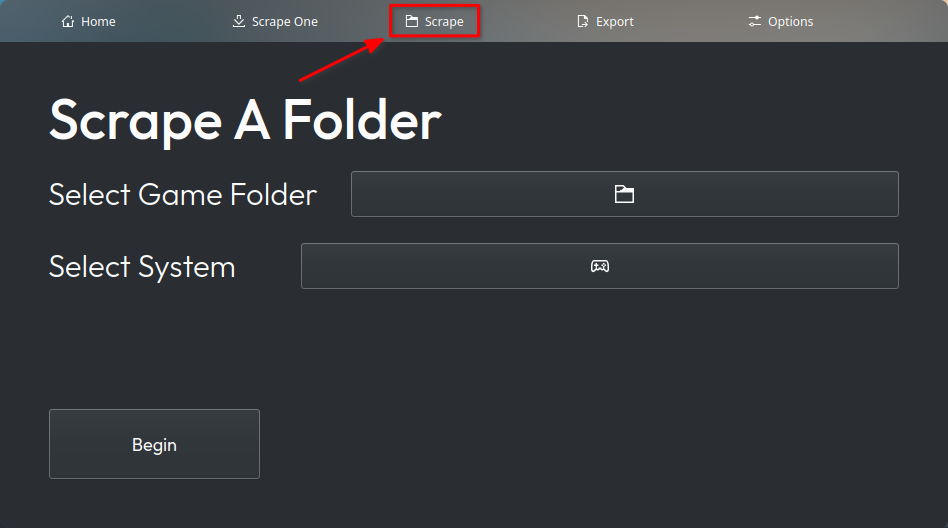 Home Scrape One Scrape Export Options
Scrape A Folder
Select Game Folder
Select System
Begin